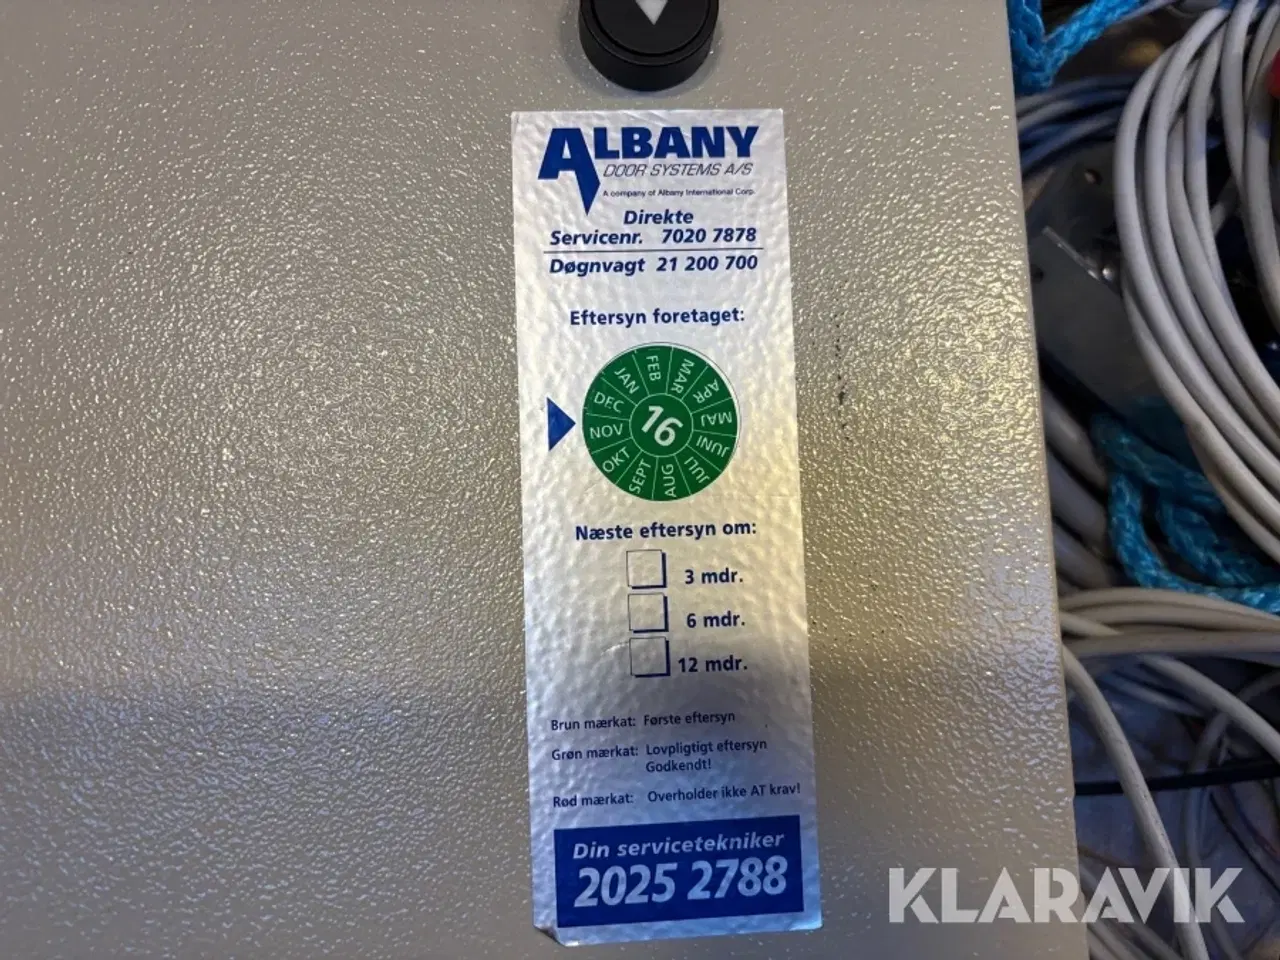 ALBANY
DOOR SYSTEMS A/S
A company of Albany International Corp.
Direkte
Servicenr. 7020 7878
Døgnvagt 21 200 700
Eftersyn foretaget:
JAN FEB MAR APR MAJ JUNI JULI AUG SEPT OKT NOV DEC
16
Næste eftersyn om:
3 mdr.
6 mdr.
12 mdr.
Brun mærkat: Første eftersyn
Grøn mærkat: Lovpligtigt eftersyn
Godkendt!
Rød mærkat: Overholder ikke AT krav!
Din servicetekniker
2025 2788
KLARAVIK